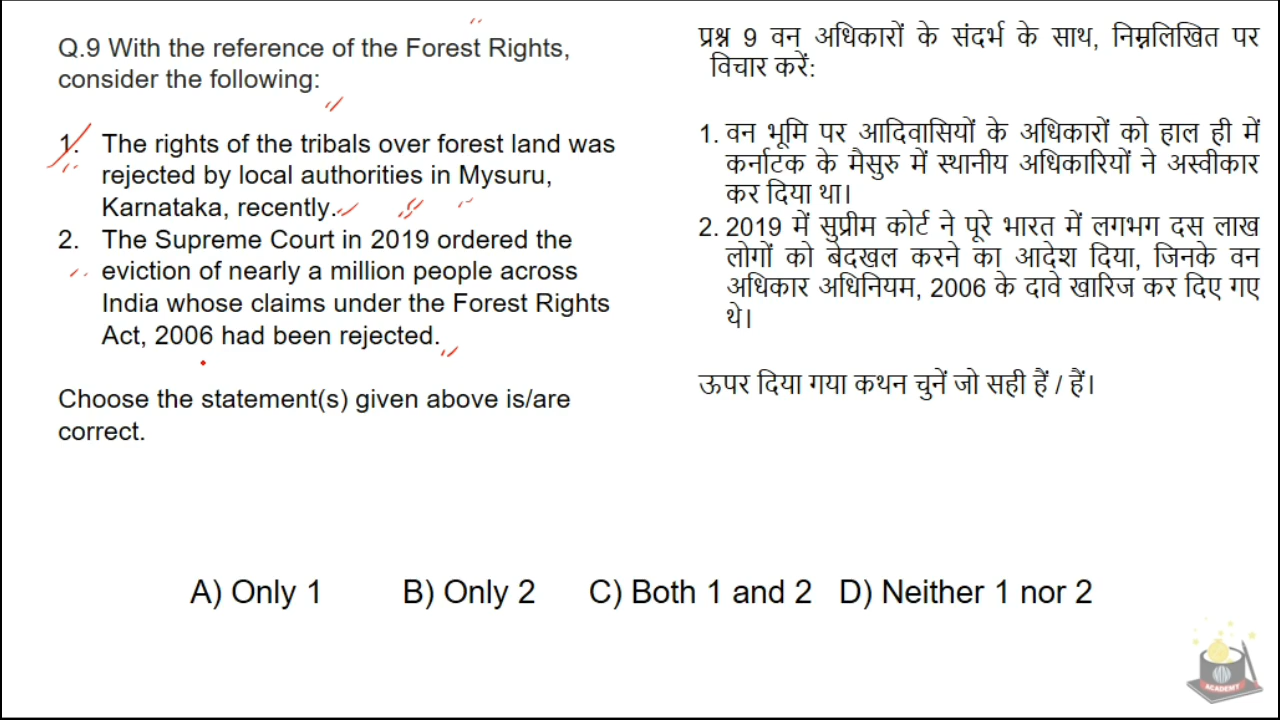 Q.9 With the reference of the Forest Rights,
consider the following:
1. The rights of the tribals over forest land was
rejected by local authorities in Mysuru,
Karnataka, recently.
2. The Supreme Court in 2019 ordered the
eviction of nearly a million people across
India whose claims under the Forest Rights
Act, 2006 had been rejected.
Choose the statement(s) given above is/are
correct.
प्रश्न 9 वन अधिकारों के संदर्भ के साथ, निम्नलिखित पर
विचार करें:
1. वन भूमि पर आदिवासियों के अधिकारों को हाल ही में
कर्नाटक के मैसुरु में स्थानीय अधिकारियों ने अस्वीकार
कर दिया था।
2. 2019 में सुप्रीम कोर्ट ने पूरे भारत में लगभग दस लाख
लोगों को बेदखल करने का आदेश दिया, जिनके वन
अधिकार अधिनियम, 2006 के दावे खारिज कर दिए गए
थे।
ऊपर दिया गया कथन चुनें जो सही हैं / हैं।
A) Only 1 B) Only 2 C) Both 1 and 2 D) Neither 1 nor 2
ACADEMY